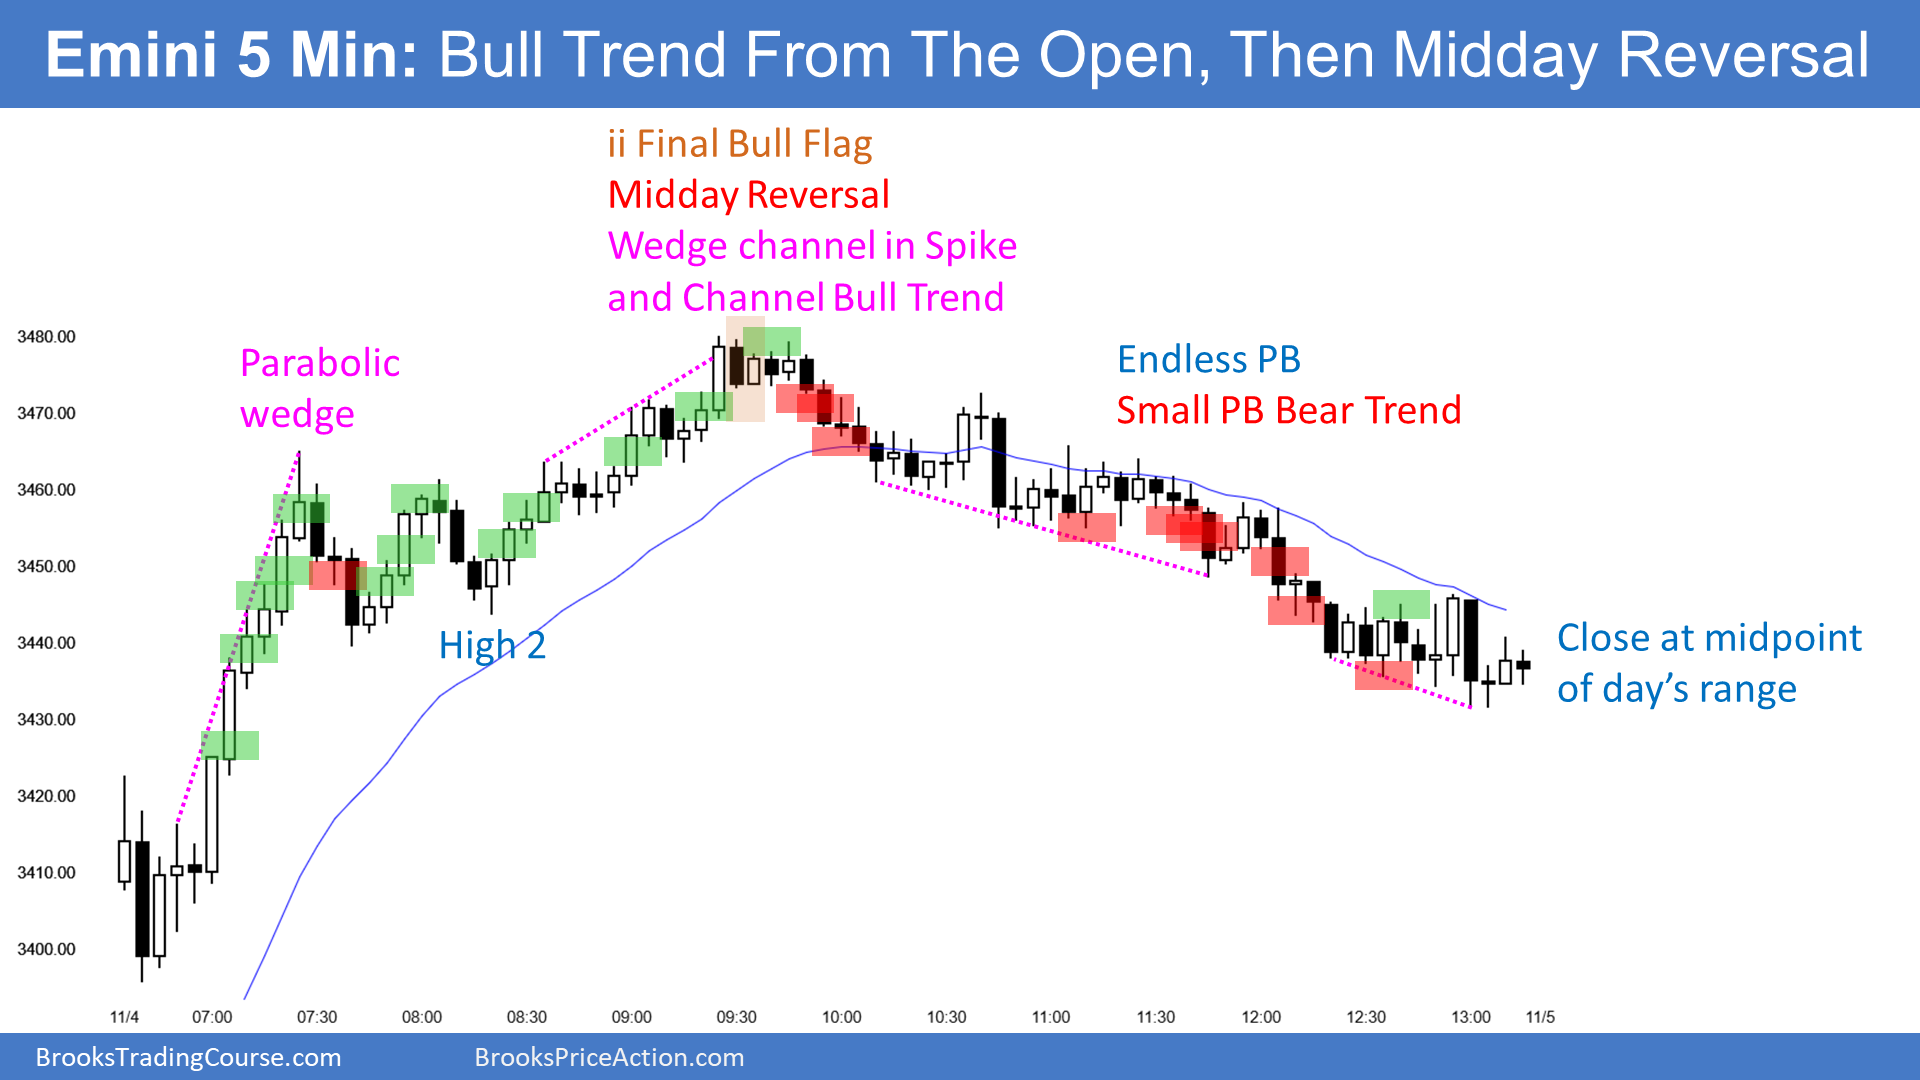 Emini 5 Min: Bull Trend From The Open, Then Midday Reversal
ii Final Bull Flag
Midday Reversal
Wedge channel in Spike
and Channel Bull Trend
Parabolic
wedge
Endless PB
Small PB Bear Trend
High 2
Close at midpoint
of day’s range
3480.00
3470.00
3460.00
3450.00
3440.00
3430.00
3420.00
3410.00
3400.00
11/4 07:00 07:30 08:00 08:30 09:00 09:30 10:00 10:30 11:00 11:30 12:00 12:30 13:00 11/5
BrooksTradingCourse.com BrooksPriceAction.com